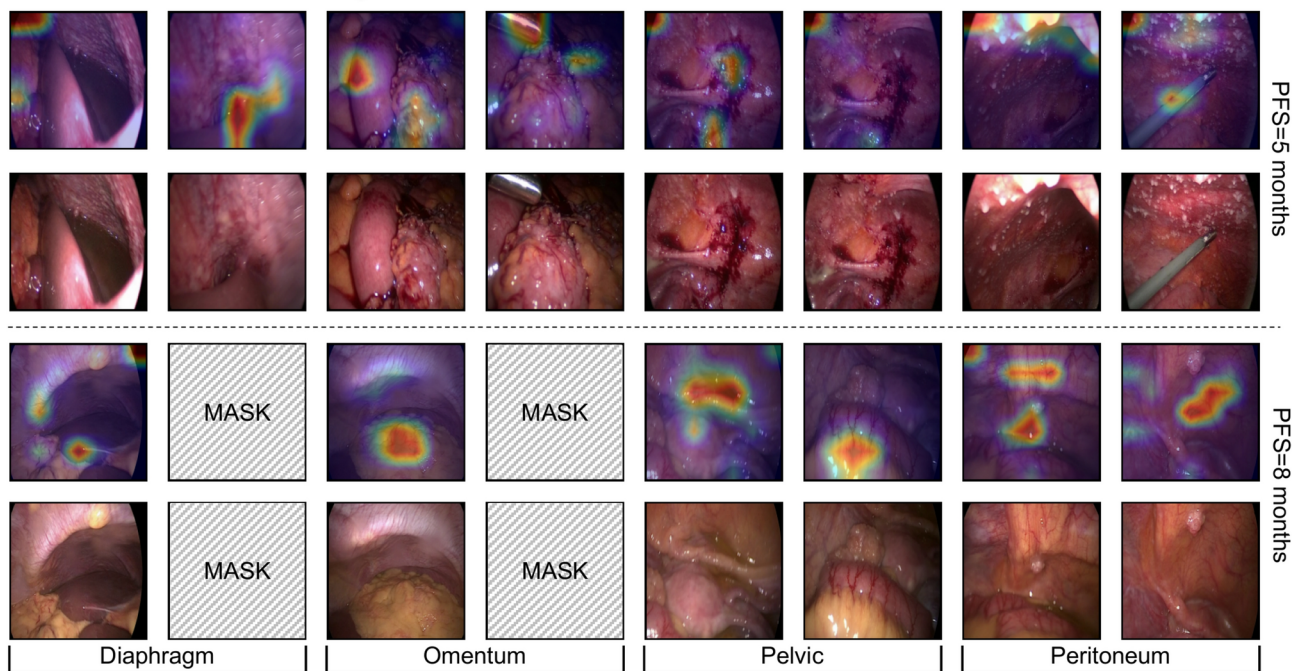 PFS=5 months
MASK
MASK
PFS=8 months
MASK
MASK
Diaphragm
Omentum
Pelvic
Peritoneum